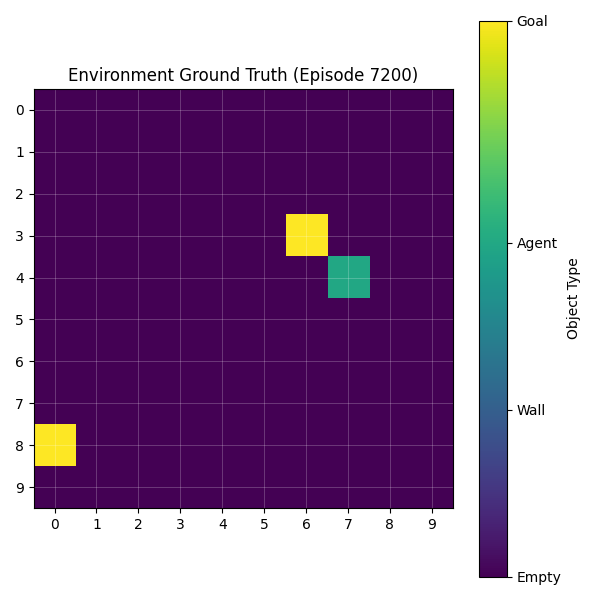 Environment Ground Truth (Episode 7200)
0
1
2
3
4
5
6
7
8
9
0 1 2 3 4 5 6 7 8 9
Goal
Agent
Wall
Empty
Object Type